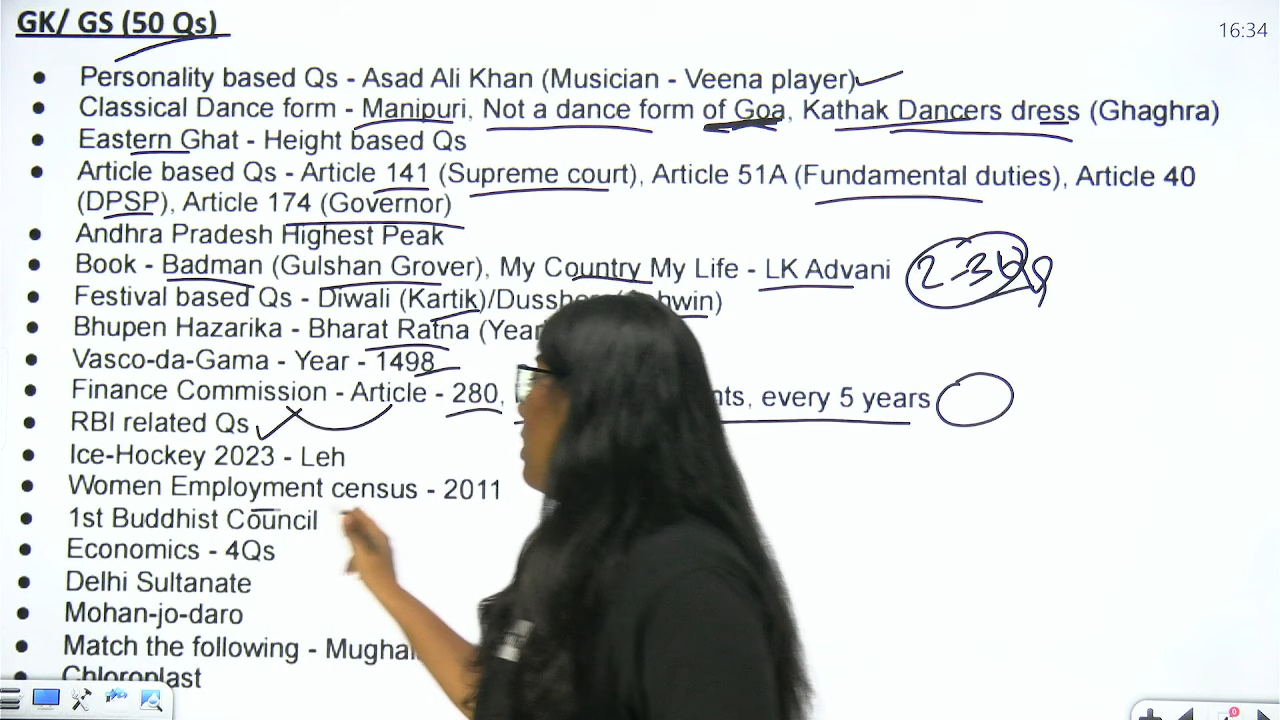 GK/ GS (50 Qs)
16:34
● Personality based Qs - Asad Ali Khan (Musician - Veena player)
● Classical Dance form - Manipuri, Not a dance form of Goa, Kathak Dancers dress (Ghaghra)
● Eastern Ghat - Height based Qs
● Article based Qs - Article 141 (Supreme court), Article 51A (Fundamental duties), Article 40
(DPSP), Article 174 (Governor)
● Andhra Pradesh Highest Peak
● Book - Badman (Gulshan Grover), My Country My Life - LK Advani
2-3 Qs
● Festival based Qs - Diwali (Kartik)/
● Bhupen Hazarika - Bharat Ratna (Year
● Vasco-da-Gama - Year - 1498
● Finance Commission - Article - 280, every 5 years
● RBI related Qs
● Ice-Hockey 2023 - Leh
● Women Employment census - 2011
● 1st Buddhist Council
● Economics - 4Qs
● Delhi Sultanate
● Mohan-jo-daro
● Match the following -
● Chloroplast